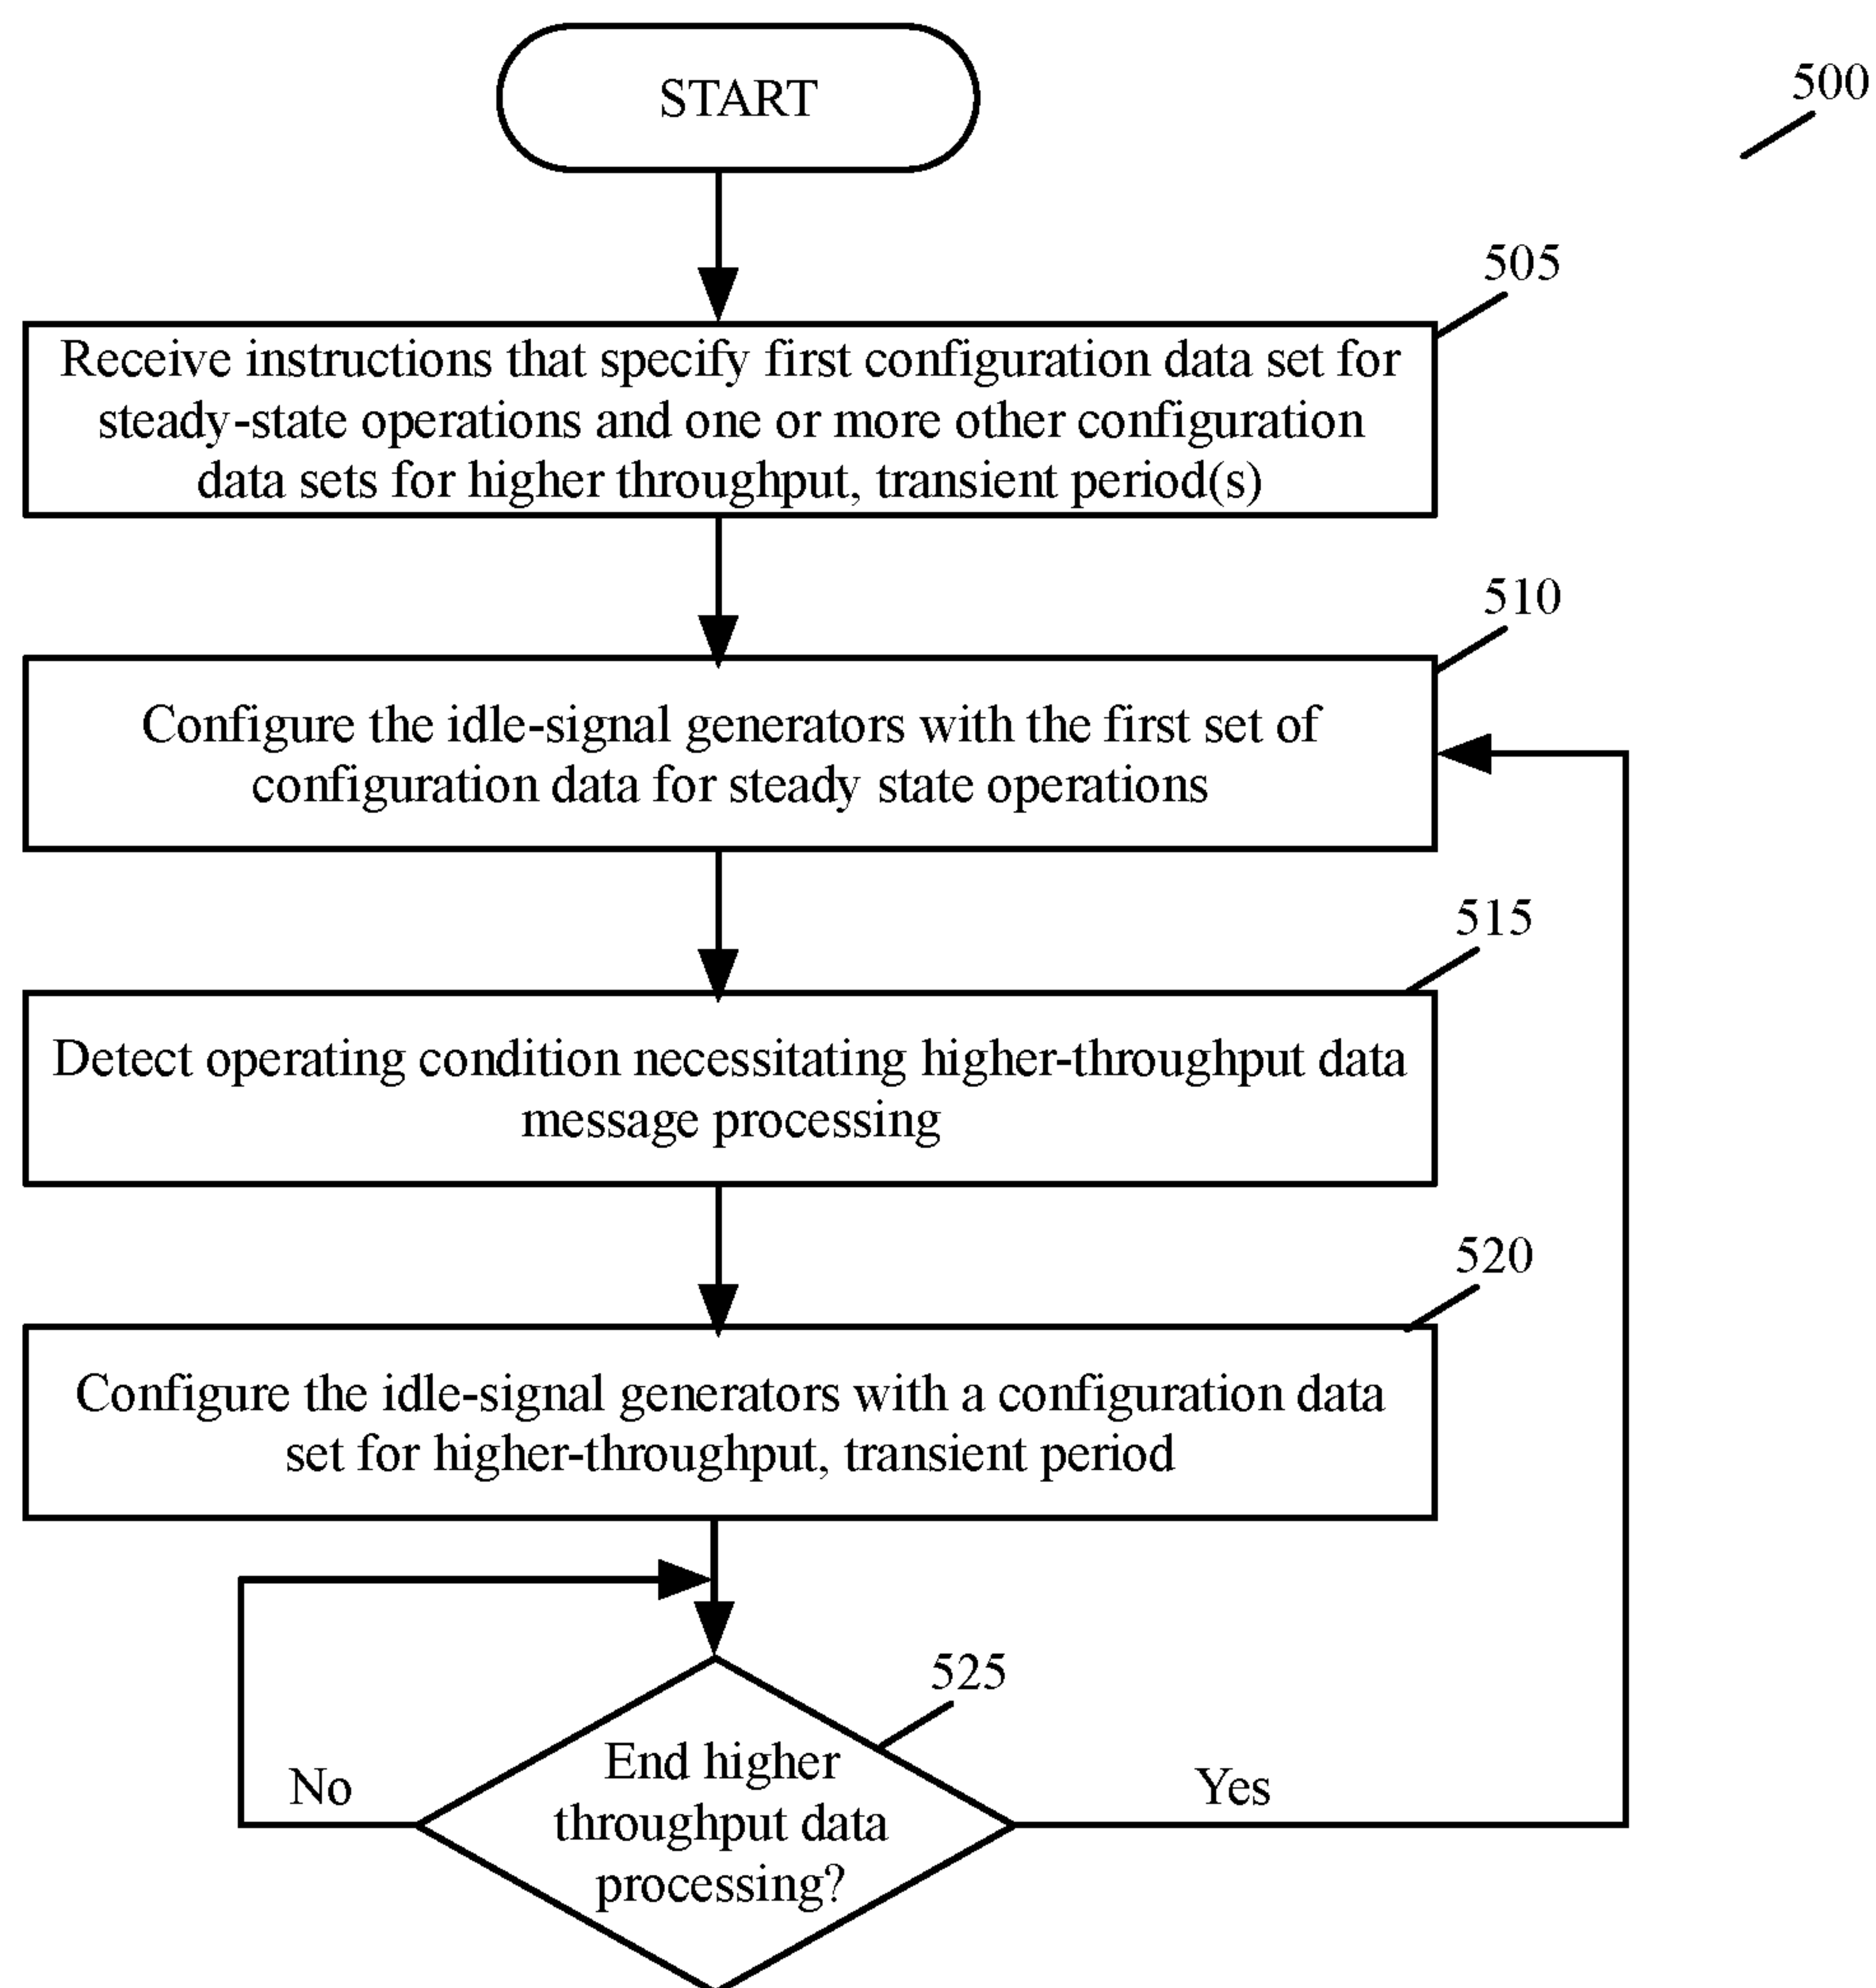 START
500
505
Receive instructions that specify first configuration data set for
steady-state operations and one or more other configuration
data sets for higher throughput, transient period(s)
510
Configure the idle-signal generators with the first set of
configuration data for steady state operations
515
Detect operating condition necessitating higher-throughput data
message processing
520
Configure the idle-signal generators with a configuration data
set for higher-throughput, transient period
525
End higher
throughput data
processing?
No
Yes